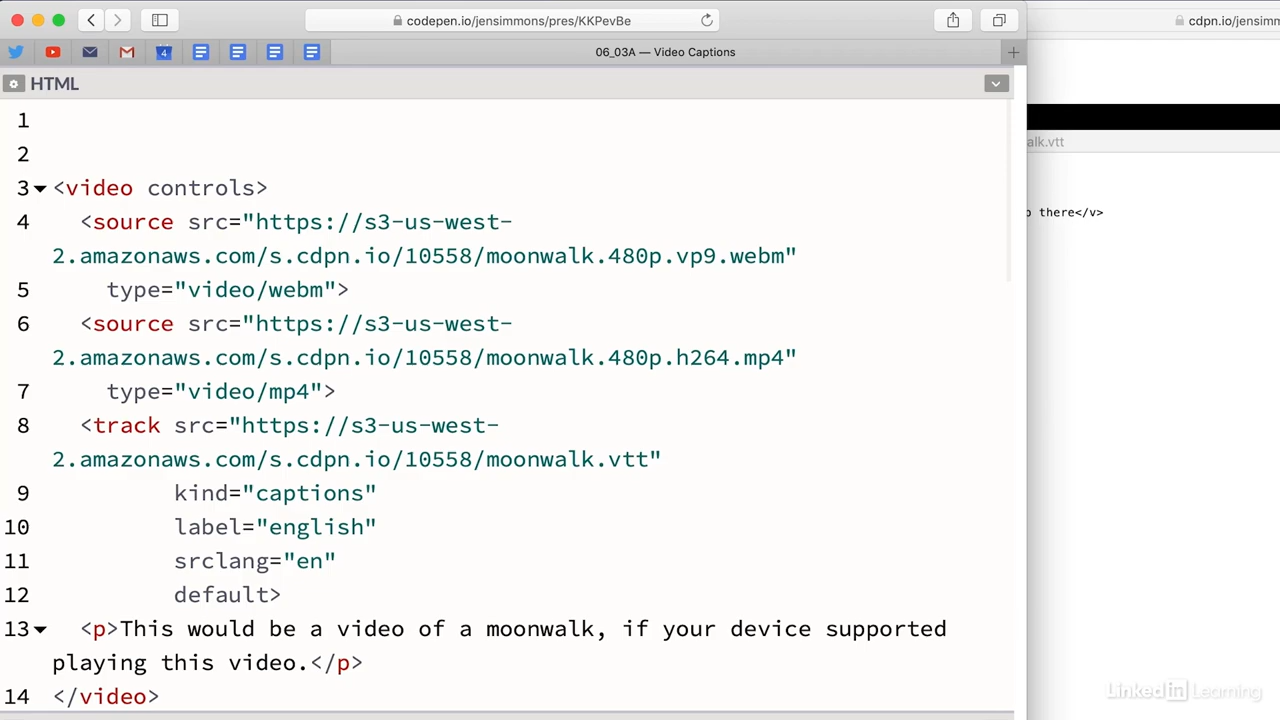 codepen.io/jensimmons/pres/KKPevBe
cdpn.io/jensimm
4
06_03A — Video Captions
HTML
alk.vtt
1
2
3 <video controls>
4 <source src="https://s3-us-west-
2.amazonaws.com/s.cdpn.io/10558/moonwalk.480p.vp9.webm"
5 type="video/webm">
6 <source src="https://s3-us-west-
2.amazonaws.com/s.cdpn.io/10558/moonwalk.480p.h264.mp4"
7 type="video/mp4">
8 <track src="https://s3-us-west-
2.amazonaws.com/s.cdpn.io/10558/moonwalk.vtt"
9 kind="captions"
10 label="english"
11 srclang="en"
12 default>
13 <p>This would be a video of a moonwalk, if your device supported
playing this video.</p>
14 </video>
there</v>
Linked in Learning